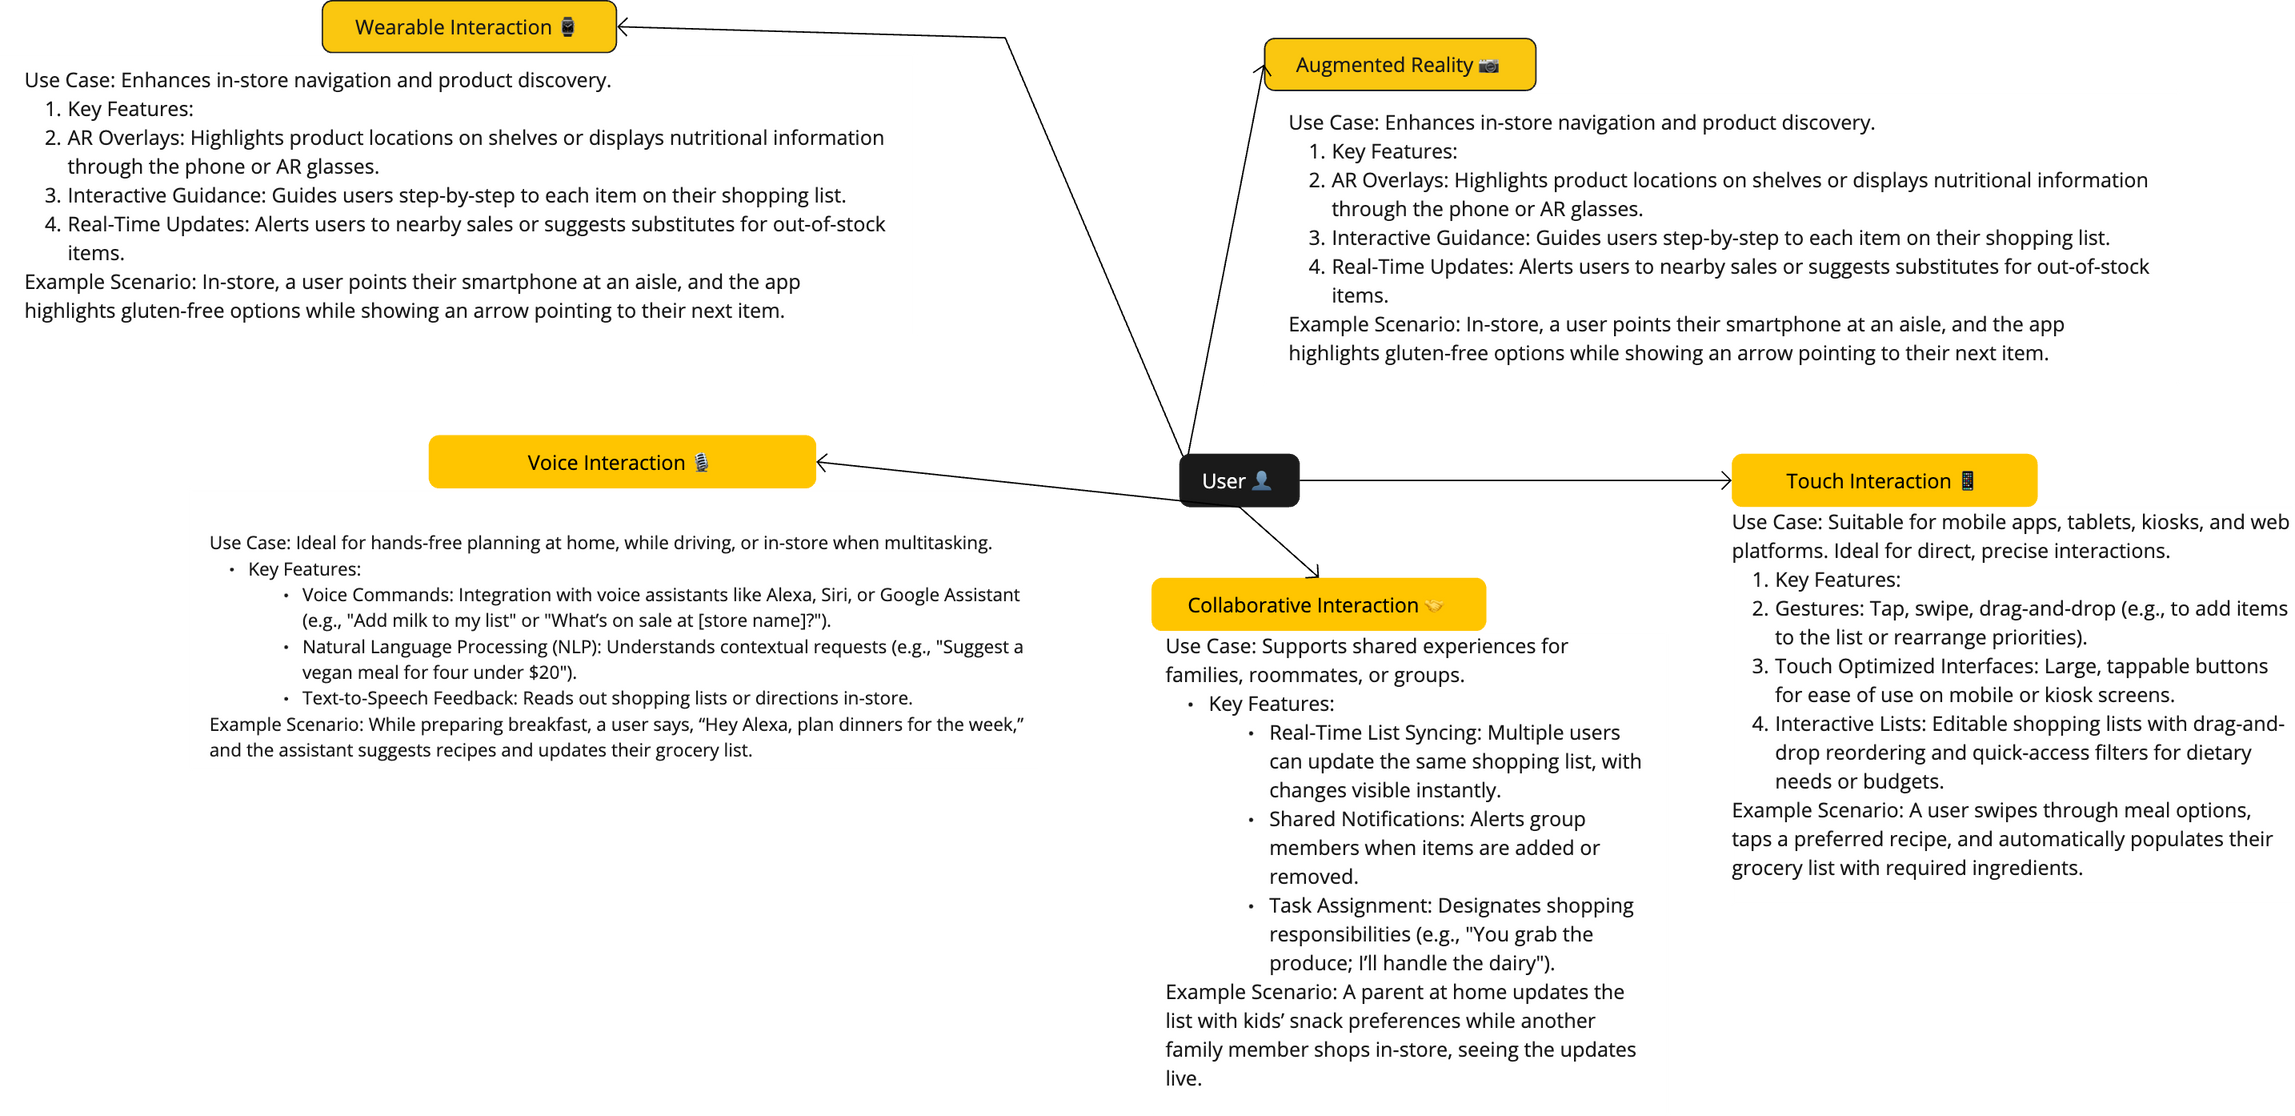 Wearable Interaction
Use Case: Enhances in-store navigation and product discovery.
1. Key Features:
2. AR Overlays: Highlights product locations on shelves or displays nutritional information
through the phone or AR glasses.
3. Interactive Guidance: Guides users step-by-step to each item on their shopping list.
4. Real-Time Updates: Alerts users to nearby sales or suggests substitutes for out-of-stock
items.
Example Scenario: In-store, a user points their smartphone at an aisle, and the app
highlights gluten-free options while showing an arrow pointing to their next item.
Augmented Reality
Use Case: Enhances in-store navigation and product discovery.
1. Key Features:
2. AR Overlays: Highlights product locations on shelves or displays nutritional information
through the phone or AR glasses.
3. Interactive Guidance: Guides users step-by-step to each item on their shopping list.
4. Real-Time Updates: Alerts users to nearby sales or suggests substitutes for out-of-stock
items.
Example Scenario: In-store, a user points their smartphone at an aisle, and the app
highlights gluten-free options while showing an arrow pointing to their next item.
Voice Interaction
Use Case: Ideal for hands-free planning at home, while driving, or in-store when multitasking.
• Key Features:
• Voice Commands: Integration with voice assistants like Alexa, Siri, or Google Assistant
(e.g., "Add milk to my list" or "What’s on sale at [store name]?").
• Natural Language Processing (NLP): Understands contextual requests (e.g., "Suggest a
vegan meal for four under $20").
• Text-to-Speech Feedback: Reads out shopping lists or directions in-store.
Example Scenario: While preparing breakfast, a user says, “Hey Alexa, plan dinners for the week,”
and the assistant suggests recipes and updates their grocery list.
User
Collaborative Interaction
Use Case: Supports shared experiences for
families, roommates, or groups.
• Key Features:
• Real-Time List Syncing: Multiple users
can update the same shopping list, with
changes visible instantly.
• Shared Notifications: Alerts group
members when items are added or
removed.
• Task Assignment: Designates shopping
responsibilities (e.g., "You grab the
produce; I’ll handle the dairy").
Example Scenario: A parent at home updates the
list with kids’ snack preferences while another
family member shops in-store, seeing the updates
live.
Touch Interaction
Use Case: Suitable for mobile apps, tablets, kiosks, and web
platforms. Ideal for direct, precise interactions.
1. Key Features:
2. Gestures: Tap, swipe, drag-and-drop (e.g., to add items
to the list or rearrange priorities).
3. Touch Optimized Interfaces: Large, tappable buttons
for ease of use on mobile or kiosk screens.
4. Interactive Lists: Editable shopping lists with drag-and-
drop reordering and quick-access filters for dietary
needs or budgets.
Example Scenario: A user swipes through meal options,
taps a preferred recipe, and automatically populates their
grocery list with required ingredients.